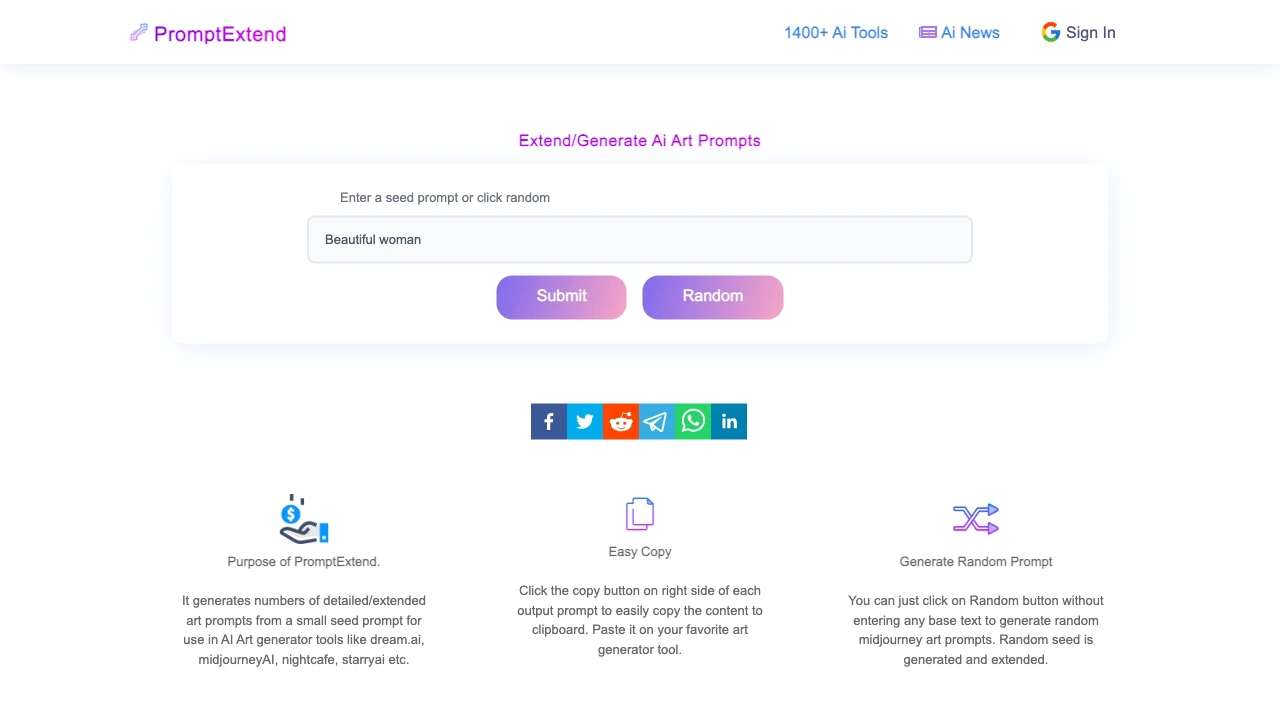 PromptExtend
1400+ Ai Tools
Ai News
Sign In
Extend/Generate Ai Art Prompts
Enter a seed prompt or click random
Beautiful woman
Submit
Random
Purpose of PromptExtend.
It generates numbers of detailed/extended
art prompts from a small seed prompt for
use in AI Art generator tools like dream.ai,
midjourneyAI, nightcafe, starryai etc.
Easy Copy
Click the copy button on right side of each
output prompt to easily copy the content to
clipboard. Paste it on your favorite art
generator tool.
Generate Random Prompt
You can just click on Random button without
entering any base text to generate random
midjourney art prompts. Random seed is
generated and extended.